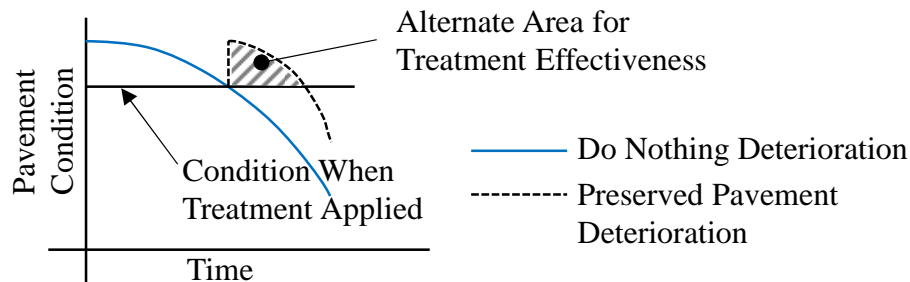 Alternate Area for
Treatment Effectiveness
Pavement
Condition
Condition When
Treatment Applied
Time
Do Nothing Deterioration
Preserved Pavement
Deterioration